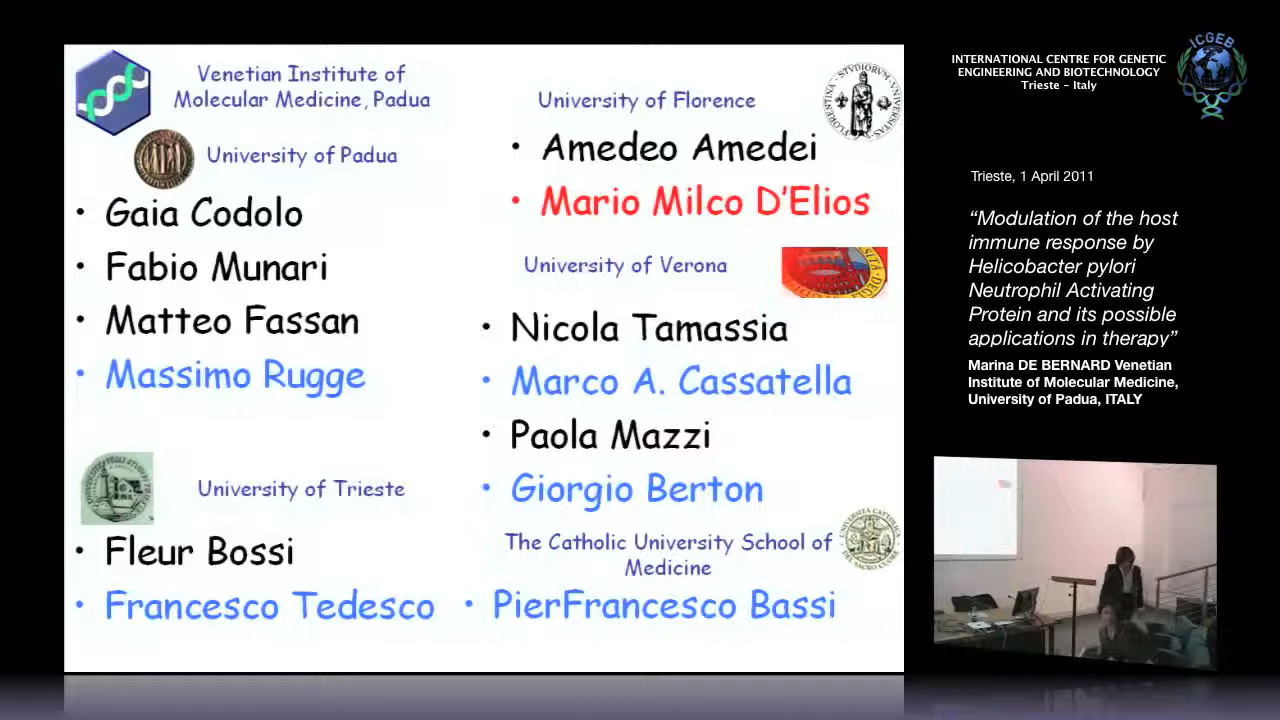 Venetian Institute of
Molecular Medicine, Padua
University of Padua
• Gaia Codolo
• Fabio Munari
• Matteo Fassan
• Massimo Rugge
University of Trieste
• Fleur Bossi
• Francesco Tedesco
University of Florence
• Amedeo Amedei
• Mario Milco D'Elios
University of Verona
• Nicola Tamassia
• Marco A. Cassatella
• Paola Mazzi
• Giorgio Berton
The Catholic University School of
Medicine
• PierFrancesco Bassi
INTERNATIONAL CENTRE FOR GENETIC
ENGINEERING AND BIOTECHNOLOGY
Trieste - Italy
ICGEB
Trieste, 1 April 2011
“Modulation of the host
immune response by
Helicobacter pylori
Neutrophil Activating
Protein and its possible
applications in therapy”
Marina DE BERNARD Venetian
Institute of Molecular Medicine,
University of Padua, ITALY